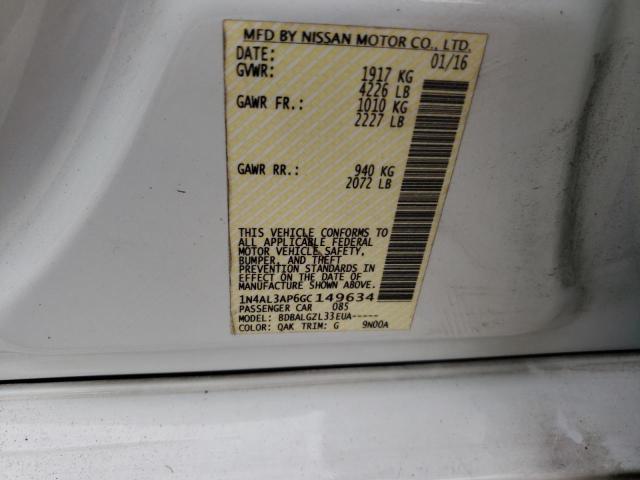 MFD BY NISSAN MOTOR CO., LTD.
DATE: 01/16
GVWR: 1917 KG
4226 LB
GAWR FR.: 1010 KG
2227 LB
GAWR RR.: 940 KG
2072 LB
THIS VEHICLE CONFORMS TO
ALL APPLICABLE FEDERAL
MOTOR VEHICLE SAFETY,
BUMPER, AND THEFT
PREVENTION STANDARDS IN
EFFECT ON THE DATE OF
MANUFACTURE SHOWN ABOVE.
1N4AL3AP6GC149634
PASSENGER CAR 085
MODEL: BDBALGZL33EUA-----
COLOR: QAK TRIM: G 9N00A